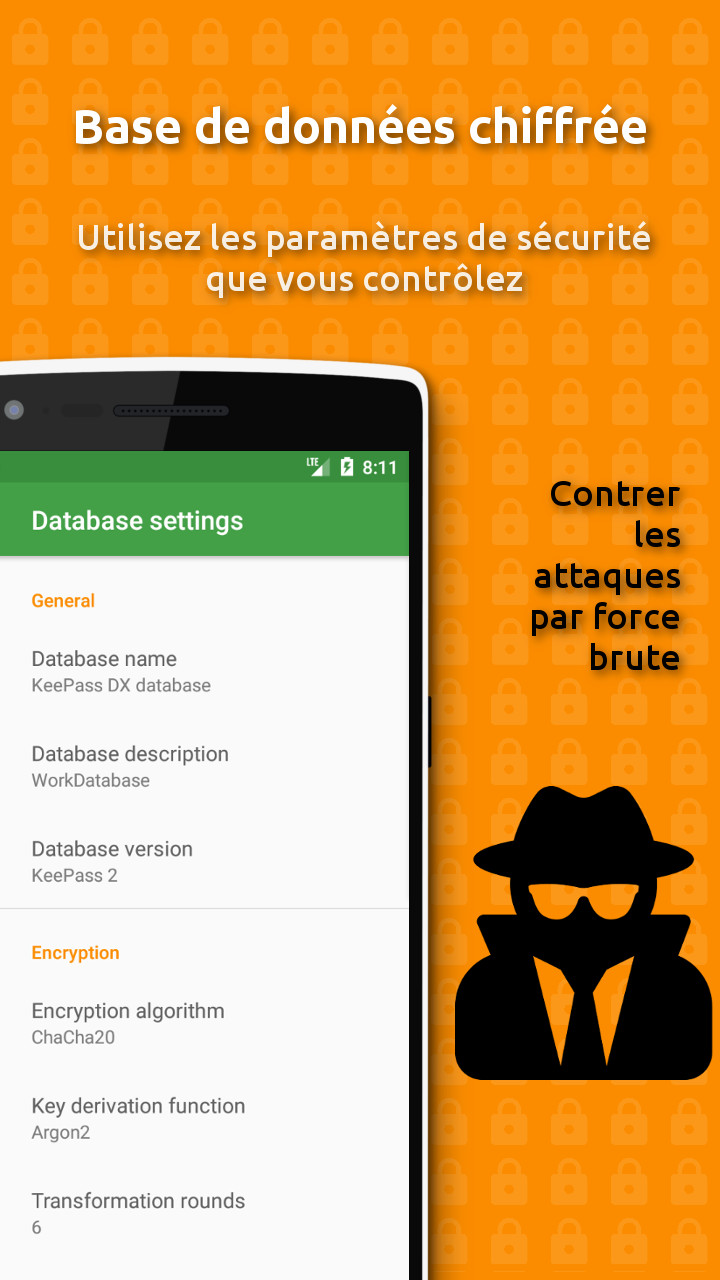 Base de données chiffrée
Utilisez les paramètres de sécurité
que vous contrôlez
LTE 8:11
Database settings
General
Database name
KeePass DX database
Database description
WorkDatabase
Database version
KeePass 2
Encryption
Encryption algorithm
ChaCha20
Key derivation function
Argon2
Transformation rounds
6
Contrer
les
attaques
par force
brute